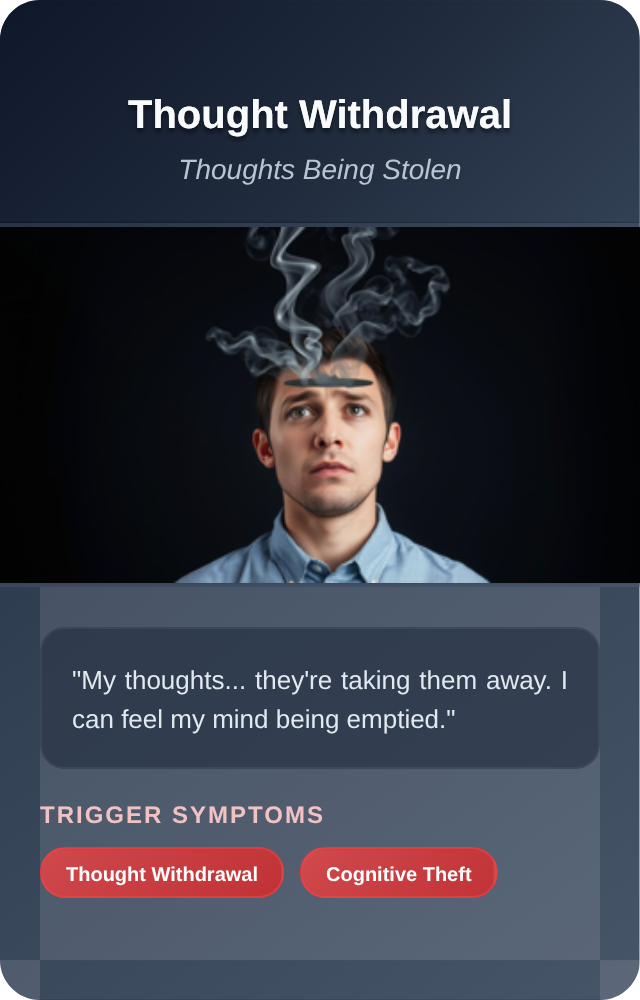 Thought Withdrawal
Thoughts Being Stolen
"My thoughts... they're taking them away. I
can feel my mind being emptied."
TRIGGER SYMPTOMS
Thought Withdrawal
Cognitive Theft